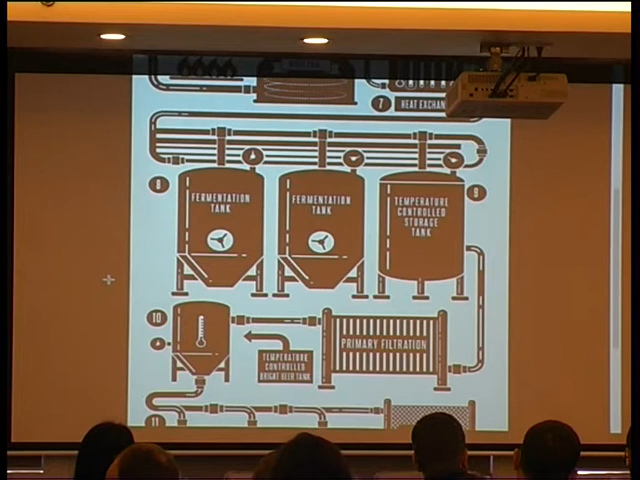 7
HEAT EXCHAN
8
FERMENTATION
TANK
FERMENTATION
TANK
TEMPERATURE
CONTROLLED
STORAGE
TANK
9
10
PRIMARY FILTRATION
TEMPERATURE
CONTROLLED
BRIGHT BEER TANK
11